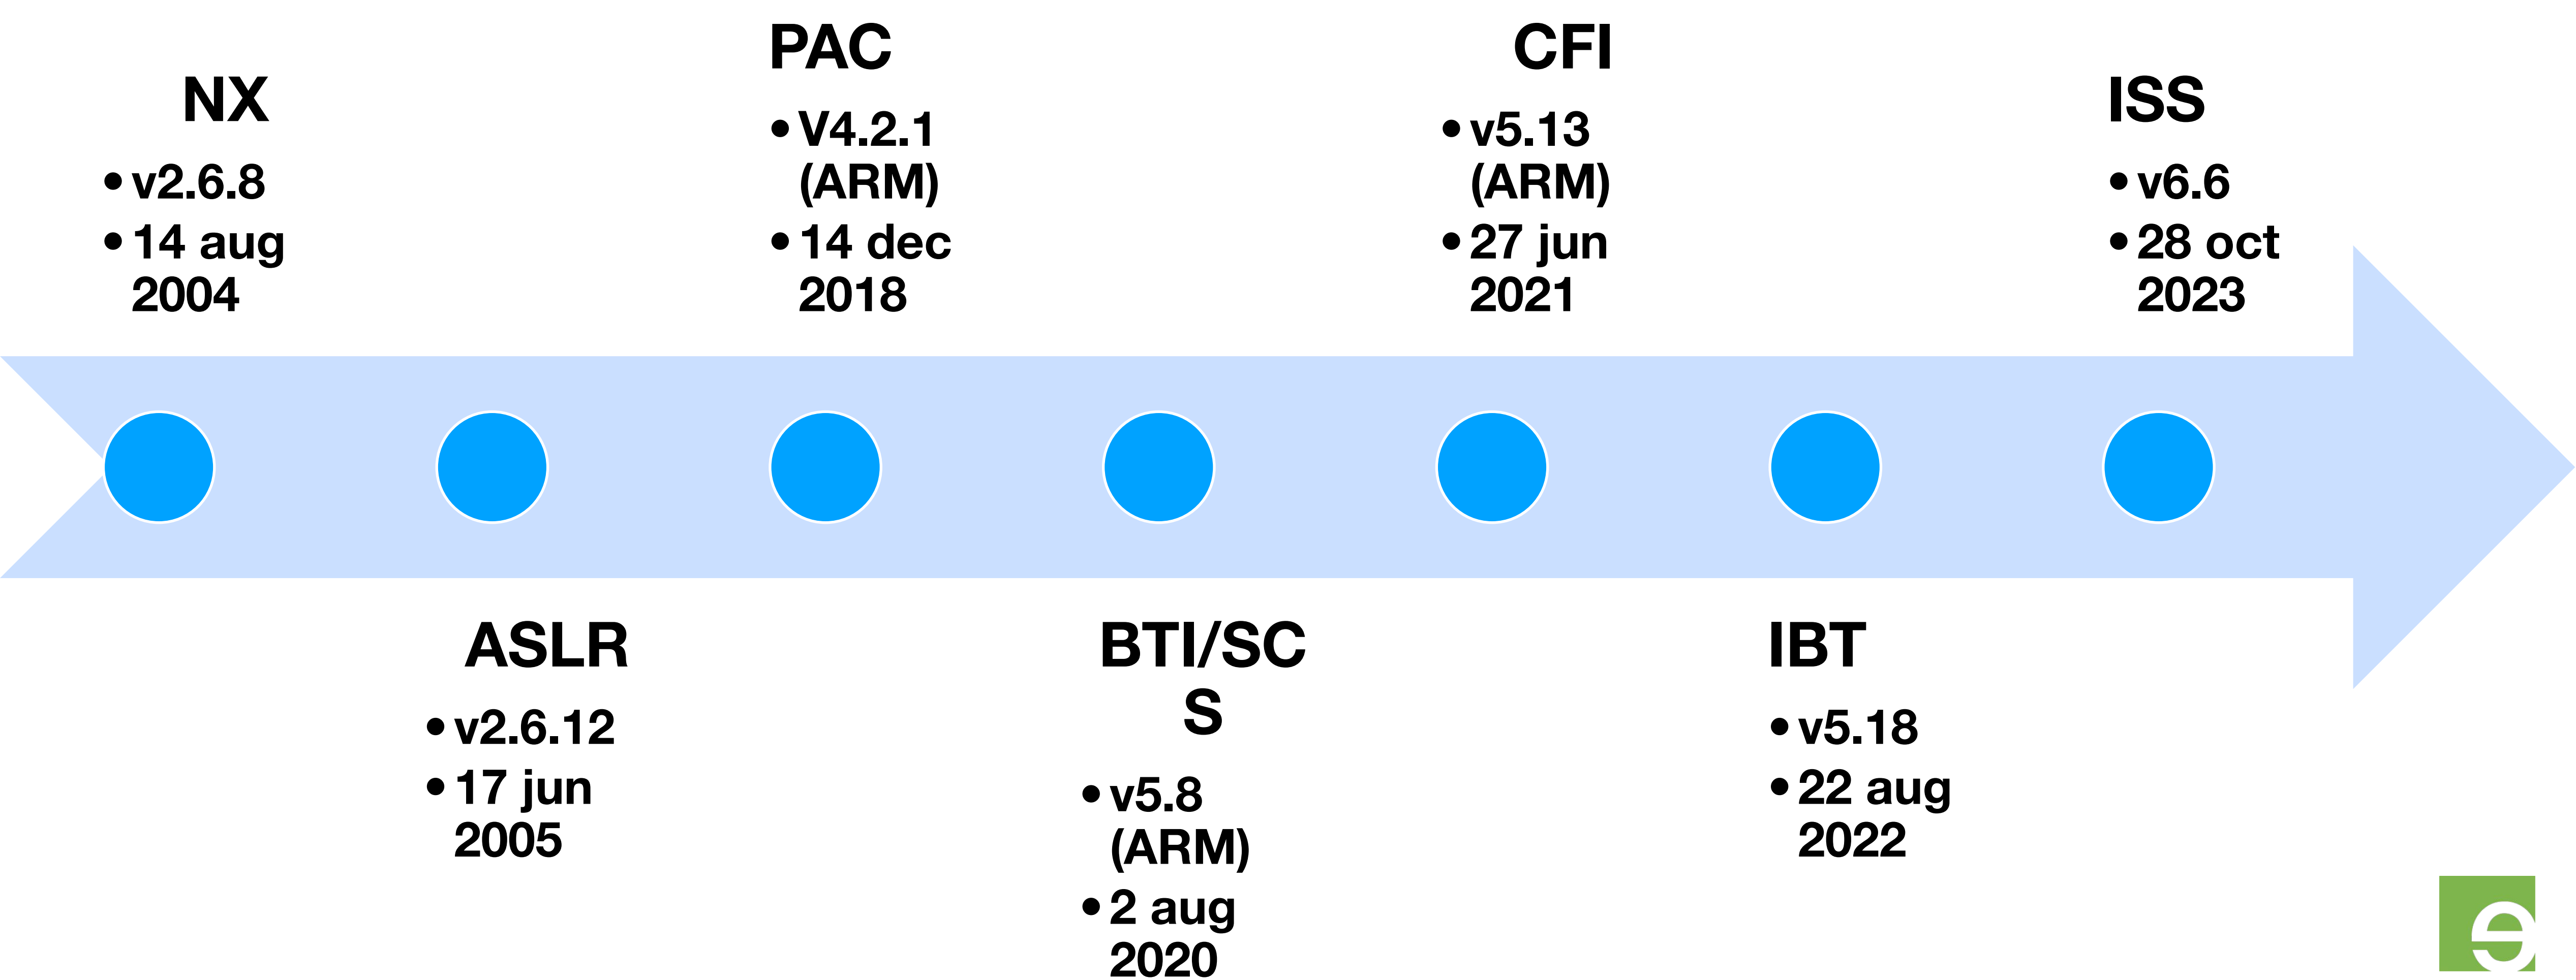 NX
• v2.6.8
• 14 aug
2004
ASLR
• v2.6.12
• 17 jun
2005
PAC
• V4.2.1
(ARM)
• 14 dec
2018
BTI/SC
S
• v5.8
(ARM)
• 2 aug
2020
CFI
• v5.13
(ARM)
• 27 jun
2021
IBT
• v5.18
• 22 aug
2022
ISS
• v6.6
• 28 oct
2023